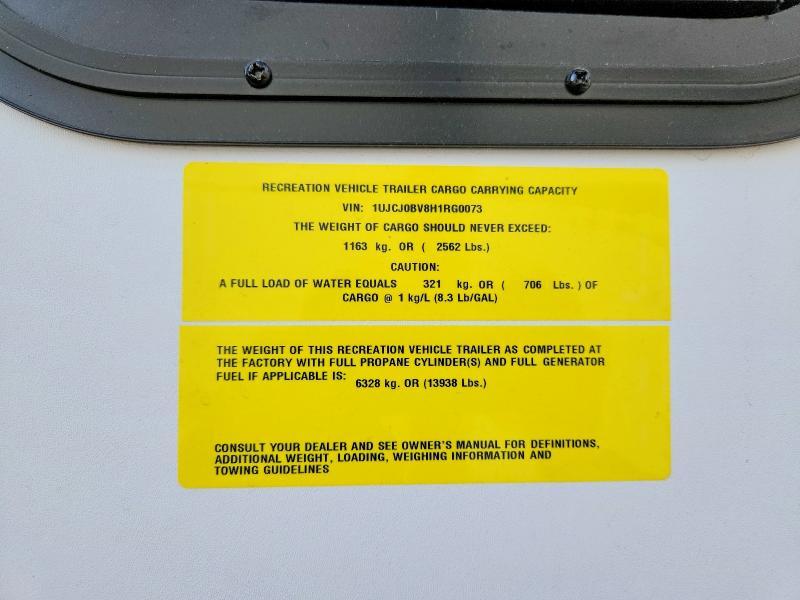 RECREATION VEHICLE TRAILER CARGO CARRYING CAPACITY
VIN: 1UJCJ0BV8H1RG0073
THE WEIGHT OF CARGO SHOULD NEVER EXCEED:
1163 kg. OR ( 2562 Lbs.)
CAUTION:
A FULL LOAD OF WATER EQUALS 321 kg. OR ( 706 Lbs. ) OF
CARGO @ 1 kg/L (8.3 Lb/GAL)
THE WEIGHT OF THIS RECREATION VEHICLE TRAILER AS COMPLETED AT
THE FACTORY WITH FULL PROPANE CYLINDER(S) AND FULL GENERATOR
FUEL IF APPLICABLE IS: 6328 kg. OR (13938 Lbs.)
CONSULT YOUR DEALER AND SEE OWNER'S MANUAL FOR DEFINITIONS,
ADDITIONAL WEIGHT, LOADING, WEIGHING INFORMATION AND
TOWING GUIDELINES